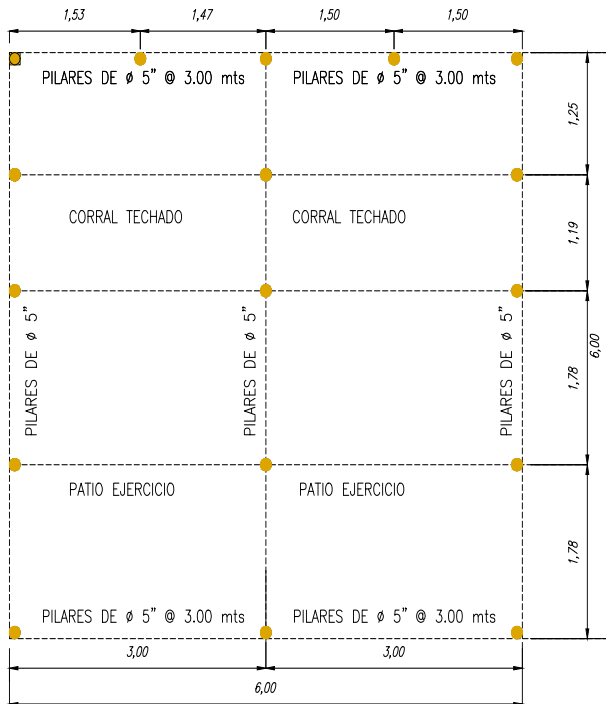 1,53 1,47 1,50 1,50
PILARES DE ø 5" @ 3.00 mts PILARES DE ø 5" @ 3.00 mts
1,25
CORRAL TECHADO CORRAL TECHADO
1,19
PILARES DE ø 5" PILARES DE ø 5" PILARES DE ø 5"
1,78
6,00
PATIO EJERCICIO PATIO EJERCICIO
1,78
PILARES DE ø 5" @ 3.00 mts PILARES DE ø 5" @ 3.00 mts
3,00 3,00
6,00